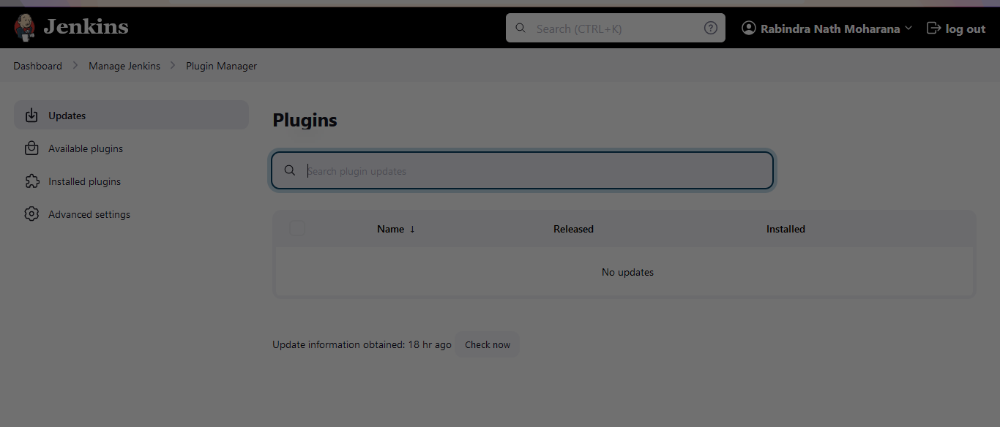 Jenkins
Search (CTRL+K)
Rabindra Nath Moharana
log out
Dashboard Manage Jenkins Plugin Manager
Updates
Available plugins
Installed plugins
Advanced settings
Plugins
Search plugin updates
Name ↓ Released Installed
No updates
Update information obtained: 18 hr ago Check now